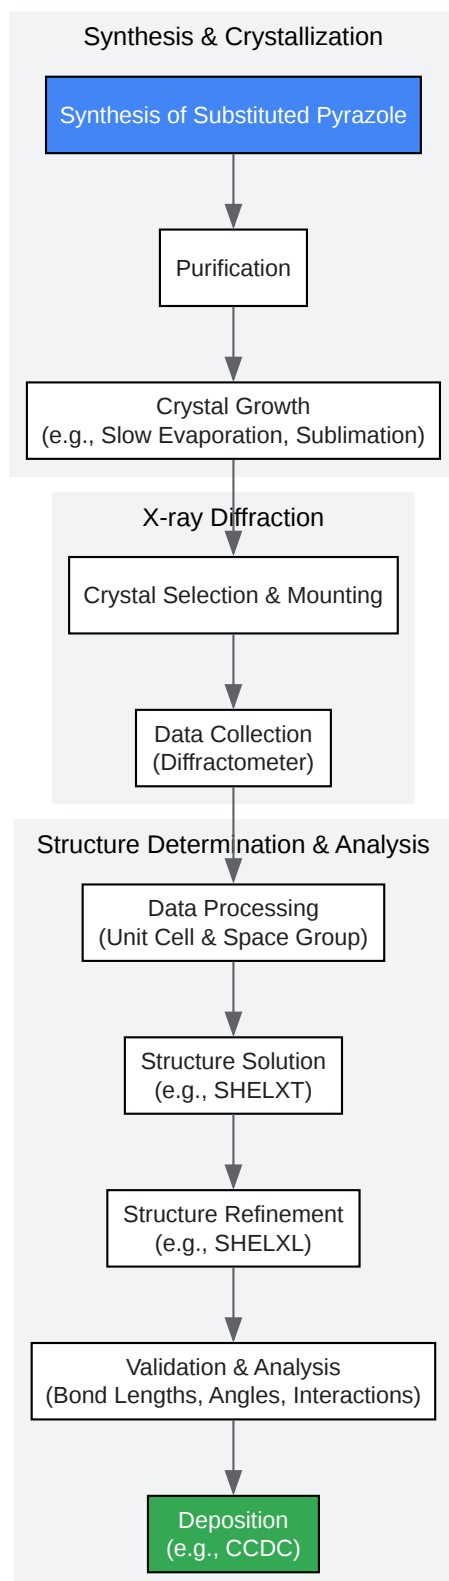 Synthesis & Crystallization
Synthesis of Substituted Pyrazole
Purification
Crystal Growth
(e.g., Slow Evaporation, Sublimation)
X-ray Diffraction
Crystal Selection & Mounting
Data Collection
(Diffractometer)
Structure Determination & Analysis
Data Processing
(Unit Cell & Space Group)
Structure Solution
(e.g., SHELXT)
Structure Refinement
(e.g., SHELXL)
Validation & Analysis
(Bond Lengths, Angles, Interactions)
Deposition
(e.g., CCDC)